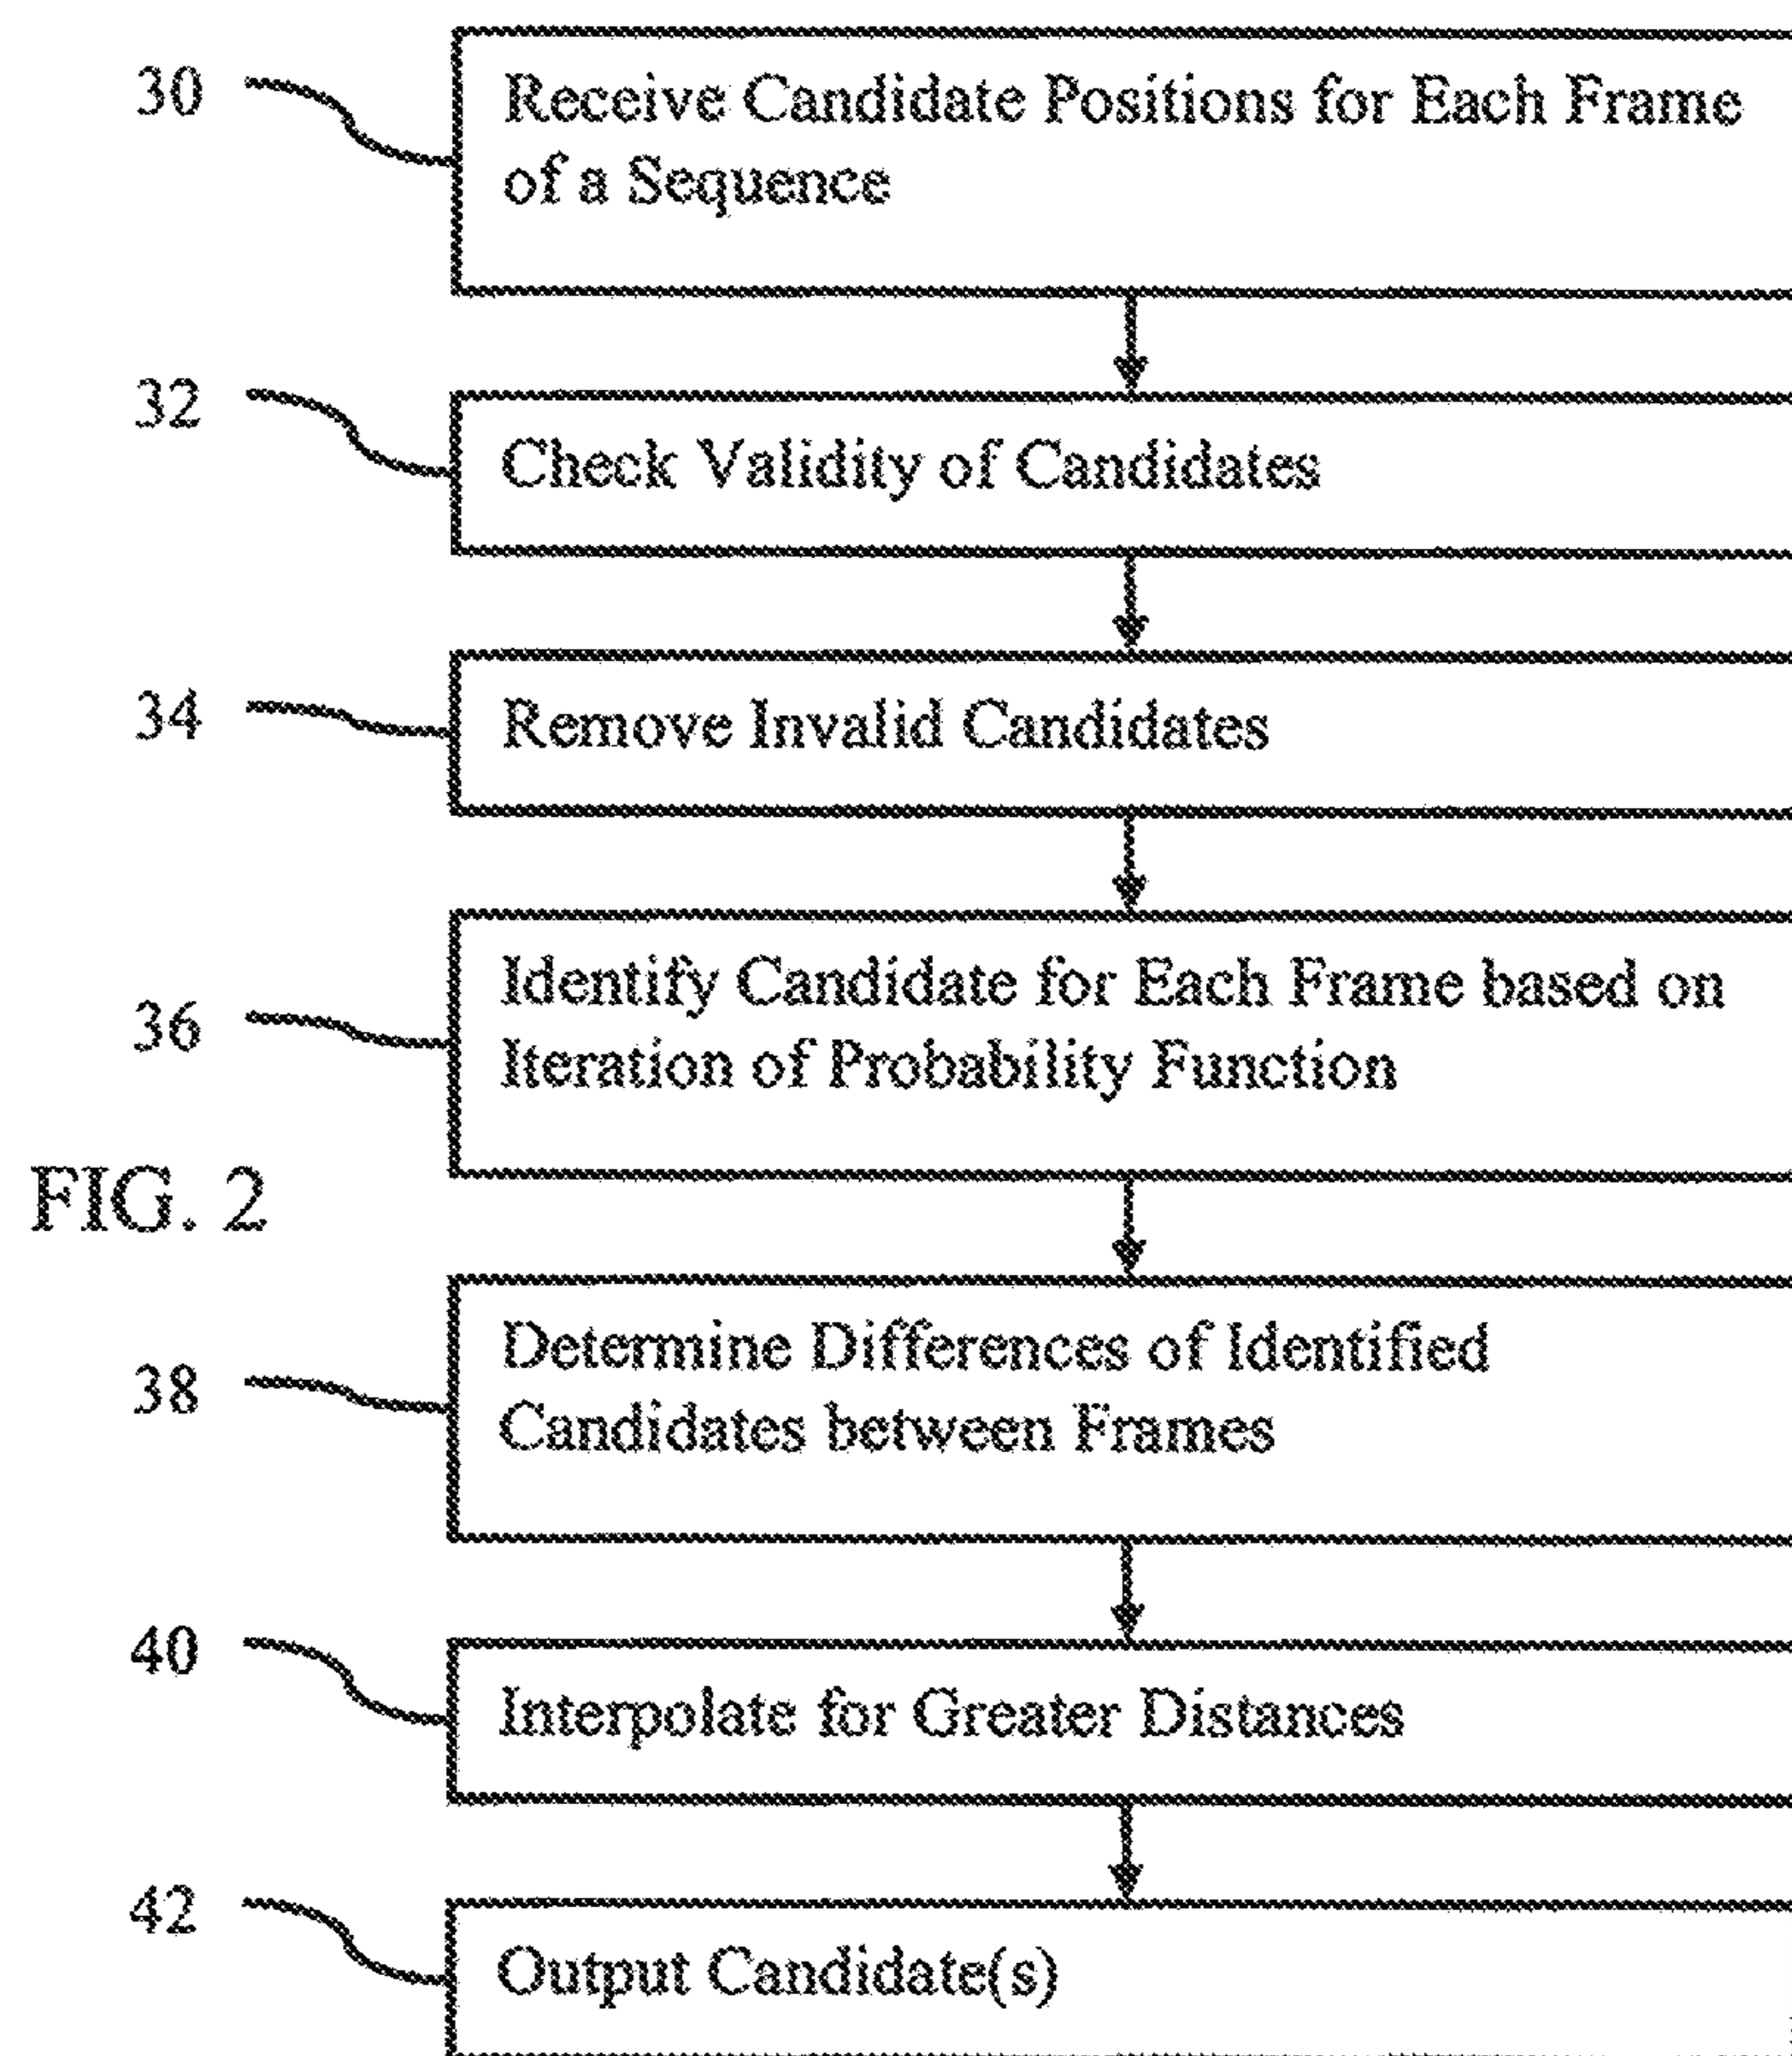 30
Receive Candidate Positions for Each Frame
of a Sequence
32
Check Validity of Candidates
34
Remove Invalid Candidates
36
Identify Candidate for Each Frame based on
Iteration of Probability Function
FIG. 2
38
Determine Differences of Identified
Candidates between Frames
40
Interpolate for Greater Distances
42
Output Candidate(s)